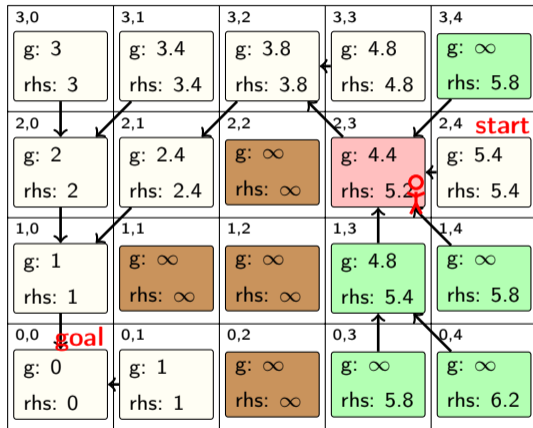 3,0 3,1 3,2 3,3 3,4
g: 3 g: 3.4 g: 3.8 g: 4.8 g: ∞
rhs: 3 rhs: 3.4 rhs: 3.8 rhs: 4.8 rhs: 5.8
2,0 2,1 2,2 2,3 2,4 start
g: 2 g: 2.4 g: ∞ g: 4.4 g: 5.4
rhs: 2 rhs: 2.4 rhs: ∞ rhs: 5.2 rhs: 5.4
1,0 1,1 1,2 1,3 1,4
g: 1 g: ∞ g: ∞ g: 4.8 g: ∞
rhs: 1 rhs: ∞ rhs: ∞ rhs: 5.4 rhs: 5.8
0,0 goal 0,1 0,2 0,3 0,4
g: 0 g: 1 g: ∞ g: ∞ g: ∞
rhs: 0 rhs: 1 rhs: ∞ rhs: 5.8 rhs: 6.2